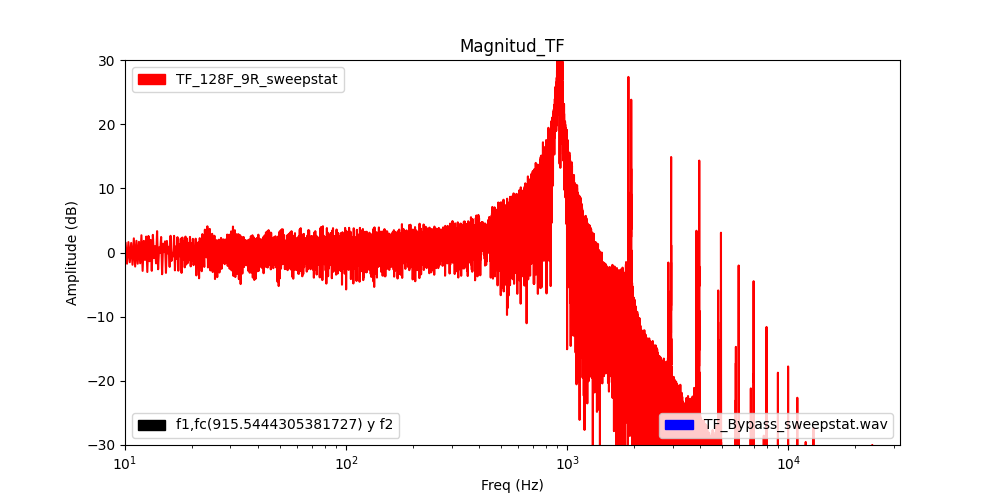 Magnitud_TF
TF_128F_9R_sweepstat
30
20
10
0
−10
−20
−30
Amplitude (dB)
f1,fc(915.5444305381727) y f2
TF_Bypass_sweepstat.wav
10¹
10²
10³
10⁴
Freq (Hz)